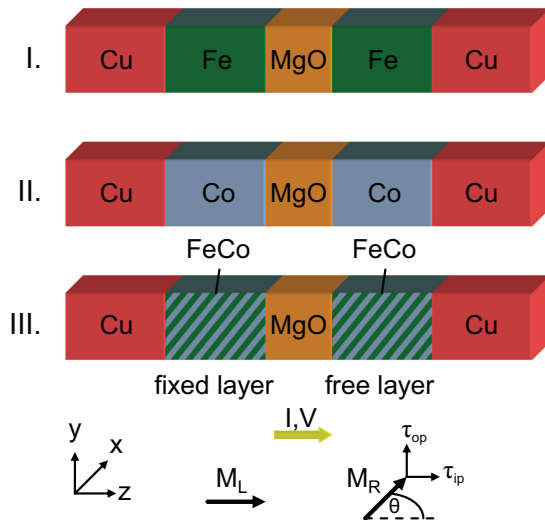 I. Cu Fe MgO Fe Cu
II. Cu Co MgO Co Cu
FeCo FeCo
III. Cu MgO Cu
fixed layer free layer
I,V
y x z
M_L M_R θ τ_op τ_ip